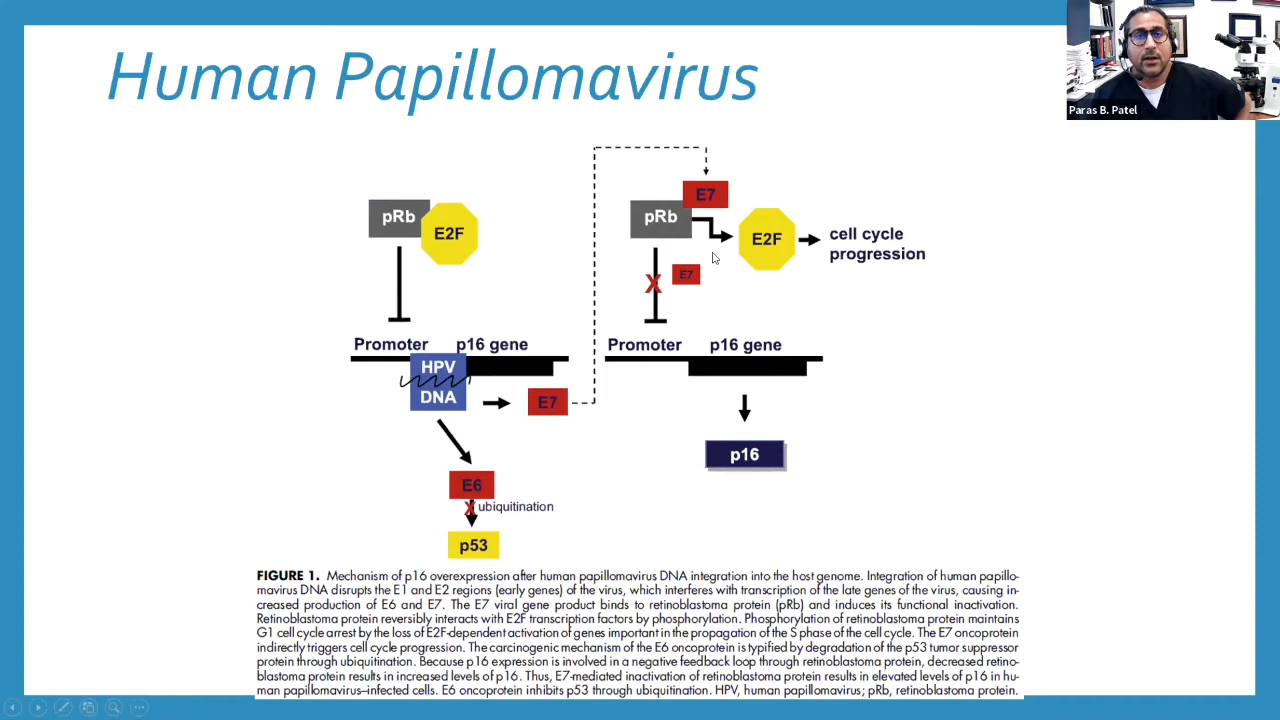 Human Papillomavirus
Paras B. Patel
pRb
E2F
Promoter
p16 gene
HPV
DNA
E7
E6
X ubiquitination
p53
E7
pRb
E2F
cell cycle
progression
X
E7
Promoter
p16 gene
p16
FIGURE 1. Mechanism of p16 overexpression after human papillomavirus DNA integration into the host genome. Integration of human papillo-
mavirus DNA disrupts the E1 and E2 regions (early genes) of the virus, which interferes with transcription of the late genes of the virus, causing in-
creased production of E6 and E7. The E7 viral gene product binds to retinoblastoma protein (pRb) and induces its functional inactivation.
Retinoblastoma protein reversibly interacts with E2F transcription factors by phosphorylation. Phosphorylation of retinoblastoma protein maintains
G1 cell cycle arrest by the loss of E2F-dependent activation of genes important in the propagation of the S phase of the cell cycle. The E7 oncoprotein
indirectly triggers cell cycle progression. The carcinogenic mechanism of the E6 oncoprotein is typified by degradation of the p53 tumor suppressor
protein through ubiquitination. Because p16 expression is involved in a negative feedback loop through retinoblastoma protein, decreased retino-
blastoma protein results in increased levels of p16. Thus, E7-mediated inactivation of retinoblastoma protein results in elevated levels of p16 in hu-
man papillomavirus–infected cells. E6 oncoprotein inhibits p53 through ubiquitination. HPV, human papillomavirus; pRb, retinoblastoma protein.